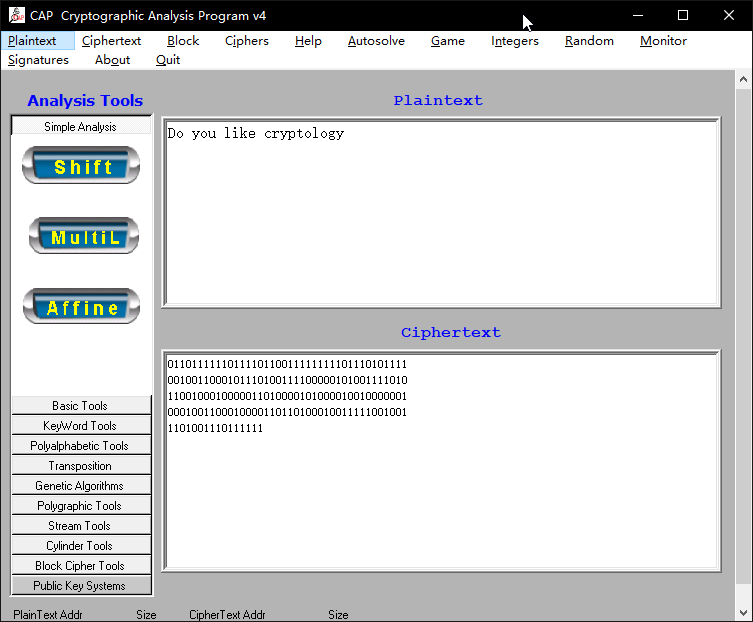 CAP Cryptographic Analysis Program v4
Plaintext Ciphertext Block Ciphers Help Autosolve Game Integers Random Monitor
Signatures About Quit
Analysis Tools
Simple Analysis
Shift
MultiL
Affine
Basic Tools
KeyWord Tools
Polyalphabetic Tools
Transposition
Genetic Algorithms
Polygraphic Tools
Stream Tools
Cylinder Tools
Block Cipher Tools
Public Key Systems
Plaintext
Do you like cryptology
Ciphertext
0110111111011110110011111111101110101111
0010011000101110100111100000101001111010
1100100010000011010000101000010010000001
0001001100010000110110100010011111001001
1101001110111111
PlainText Addr Size CipherText Addr Size